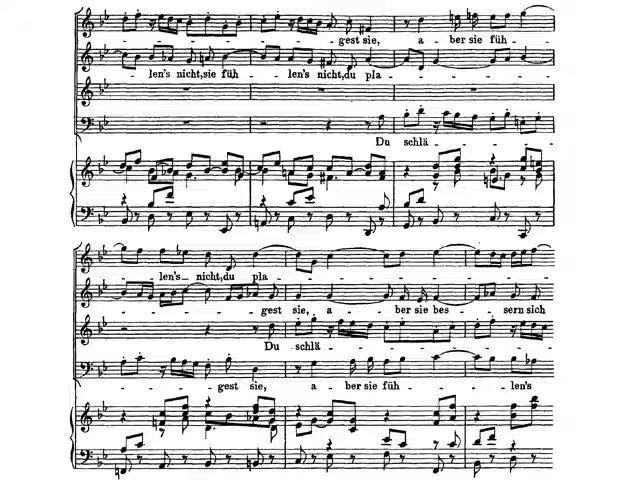 gest sie, a - ber sie füh -
len's nicht, sie füh - len's nicht, du pla -
Du schlä -
len's nicht, du pla -
gest sie, a - ber sie bes - sern sich
Du schlä -
gest sie, a - ber sie füh - len's